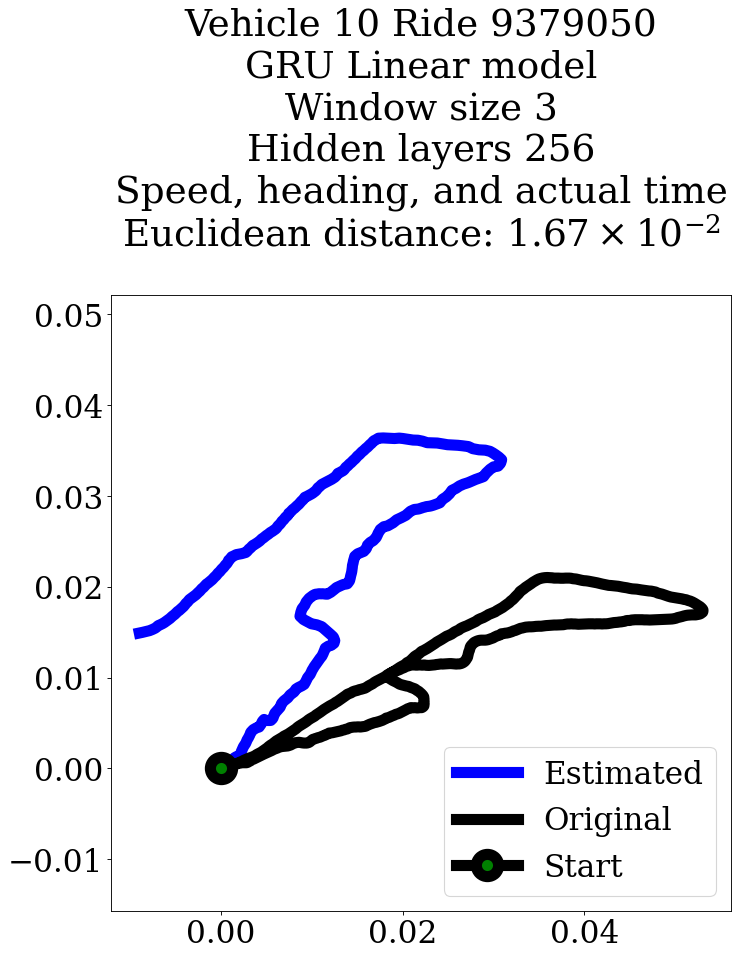 Vehicle 10 Ride 9379050
GRU Linear model
Window size 3
Hidden layers 256
Speed, heading, and actual time
Euclidean distance: 1.67 × 10⁻²
0.05
0.04
0.03
0.02
0.01
0.00
−0.01
Estimated
Original
Start
0.00 0.02 0.04